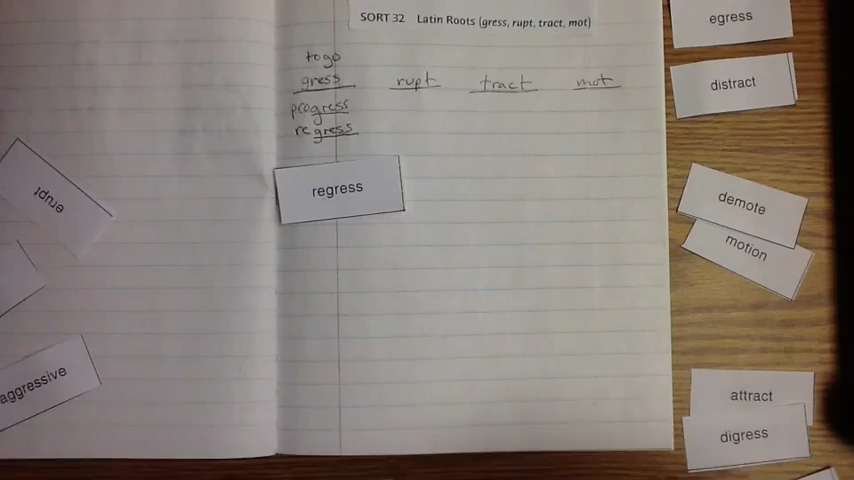 SORT 32 Latin Roots (gress, rupt, tract, mot)
egress
to go
gress rupt tract mot
distract
progress
regress
erupt
regress
demote
motion
aggressive
attract
digress